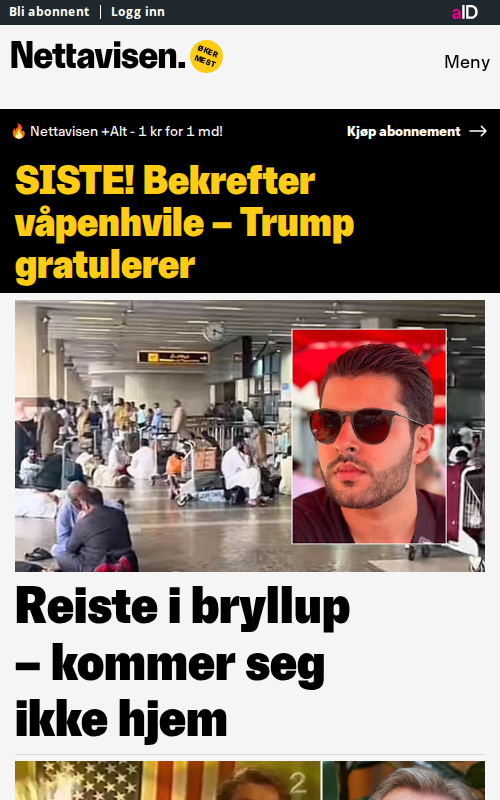 Bli abonnent | Logg inn
aID
Nettavisen.
ØKER
MEST
Meny
🔥 Nettavisen +Alt - 1 kr for 1 md!
Kjøp abonnement →
SISTE! Bekrefter
våpenhvile – Trump
gratulerer
Reiste i bryllup
– kommer seg
ikke hjem
2